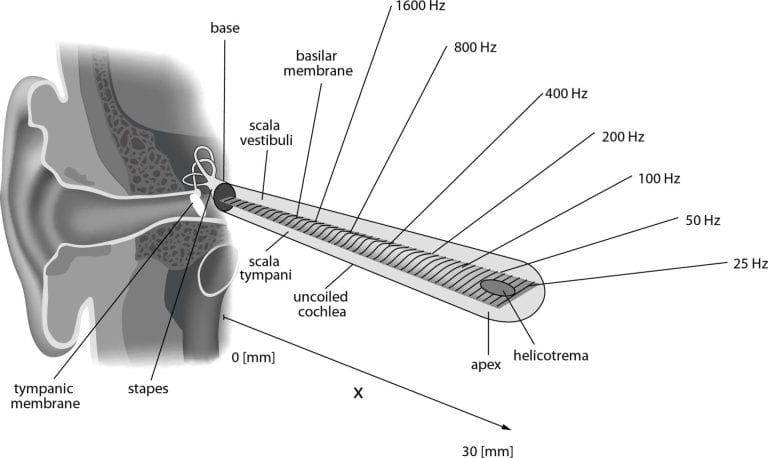 1600 Hz
base
800 Hz
basilar
membrane
400 Hz
scala
vestibuli
200 Hz
100 Hz
50 Hz
25 Hz
scala
tympani
uncoiled
cochlea
helicotrema
apex
0 [mm]
tympanic
membrane
stapes
x
30 [mm]